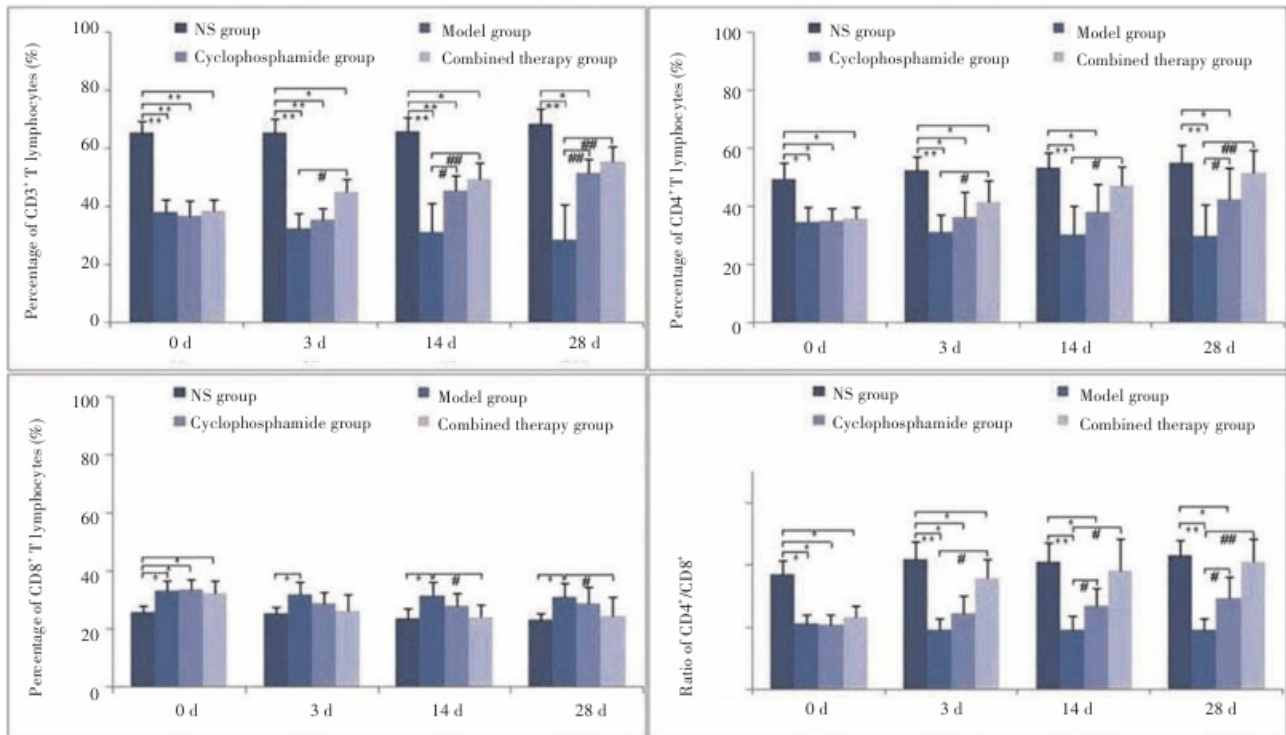 NS group Model group
Cyclophosphamide group Combined therapy group
Percentage of CD3⁺ T lymphocytes (%)
100
80
60
40
20
0
** ** ** ** ** * ** ** * ** *
# # ## ## ##
0 d 3 d 14 d 28 d
NS group Model group
Cyclophosphamide group Combined therapy group
Percentage of CD4⁺ T lymphocytes (%)
100
80
60
40
20
0
* * * ** * * ** * ** *
# # # ##
0 d 3 d 14 d 28 d
NS group Model group
Cyclophosphamide group Combined therapy group
Percentage of CD8⁺ T lymphocytes (%)
100
80
60
40
20
0
* * * * * * # * * #
0 d 3 d 14 d 28 d
NS group Model group
Cyclophosphamide group Combined therapy group
Ratio of CD4⁺/CD8⁺
* * * ** * * ** * ** *
# # # # ##
0 d 3 d 14 d 28 d